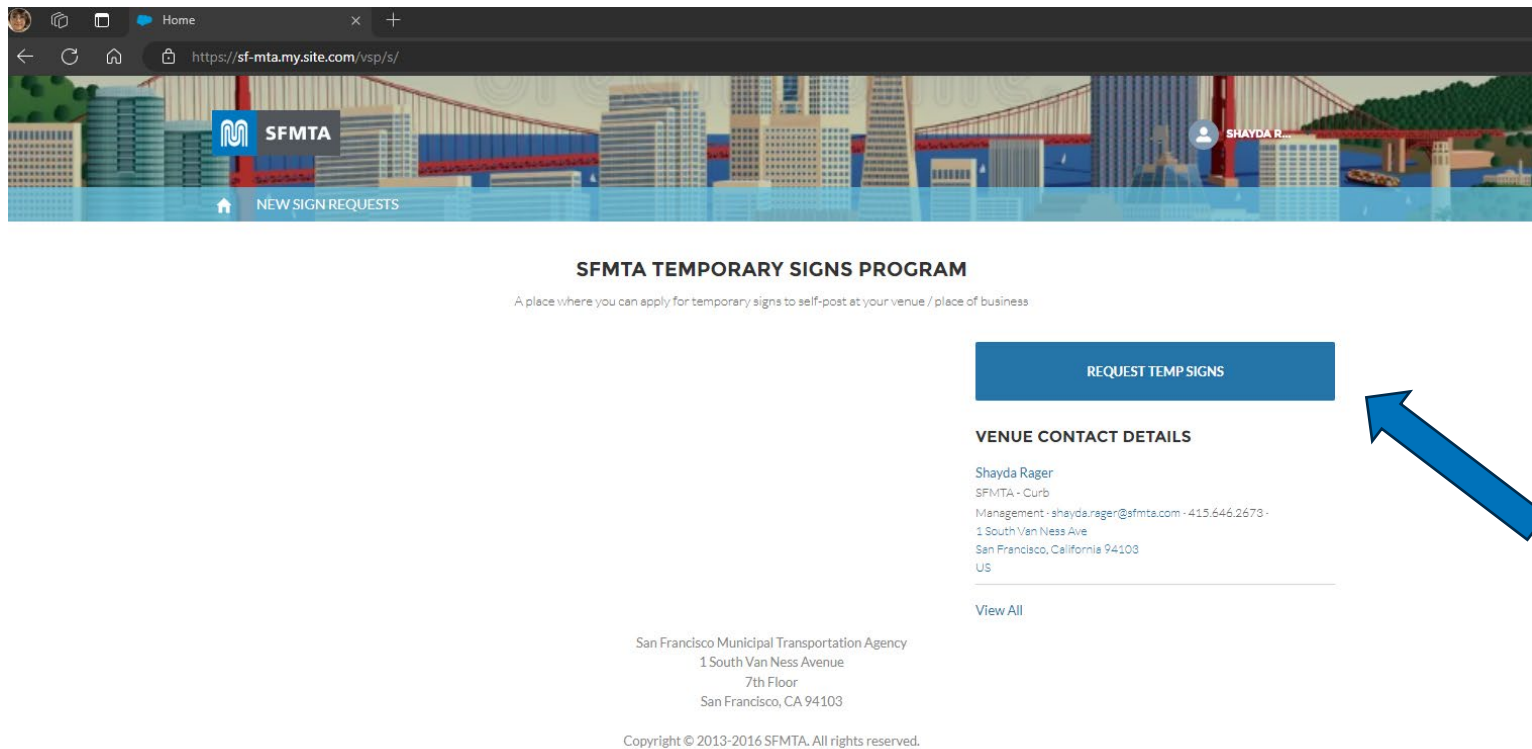 Home
https://sf-mta.my.site.com/vsp/s/
SFMTA
SHAYDA R...
NEW SIGN REQUESTS
SFMTA TEMPORARY SIGNS PROGRAM
A place where you can apply for temporary signs to self-post at your venue / place of business
REQUEST TEMP SIGNS
VENUE CONTACT DETAILS
Shayda Rager
SFMTA - Curb
Management - shayda.rager@sfmta.com - 415.646.2673 -
1 South Van Ness Ave
San Francisco, California 94103
US
View All
San Francisco Municipal Transportation Agency
1 South Van Ness Avenue
7th Floor
San Francisco, CA 94103
Copyright © 2013-2016 SFMTA. All rights reserved.